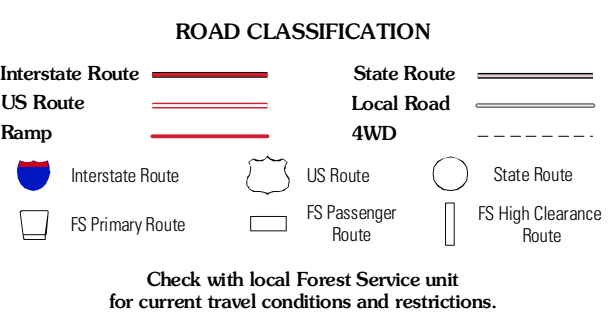 ROAD CLASSIFICATION
Interstate Route State Route
US Route Local Road
Ramp 4WD
Interstate Route US Route State Route
FS Primary Route FS Passenger Route FS High Clearance Route
Check with local Forest Service unit
for current travel conditions and restrictions.